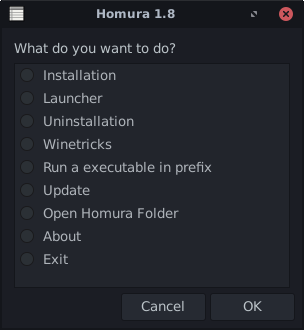 Homura 1.8
What do you want to do?
Installation
Launcher
Uninstallation
Winetricks
Run a executable in prefix
Update
Open Homura Folder
About
Exit
Cancel
OK